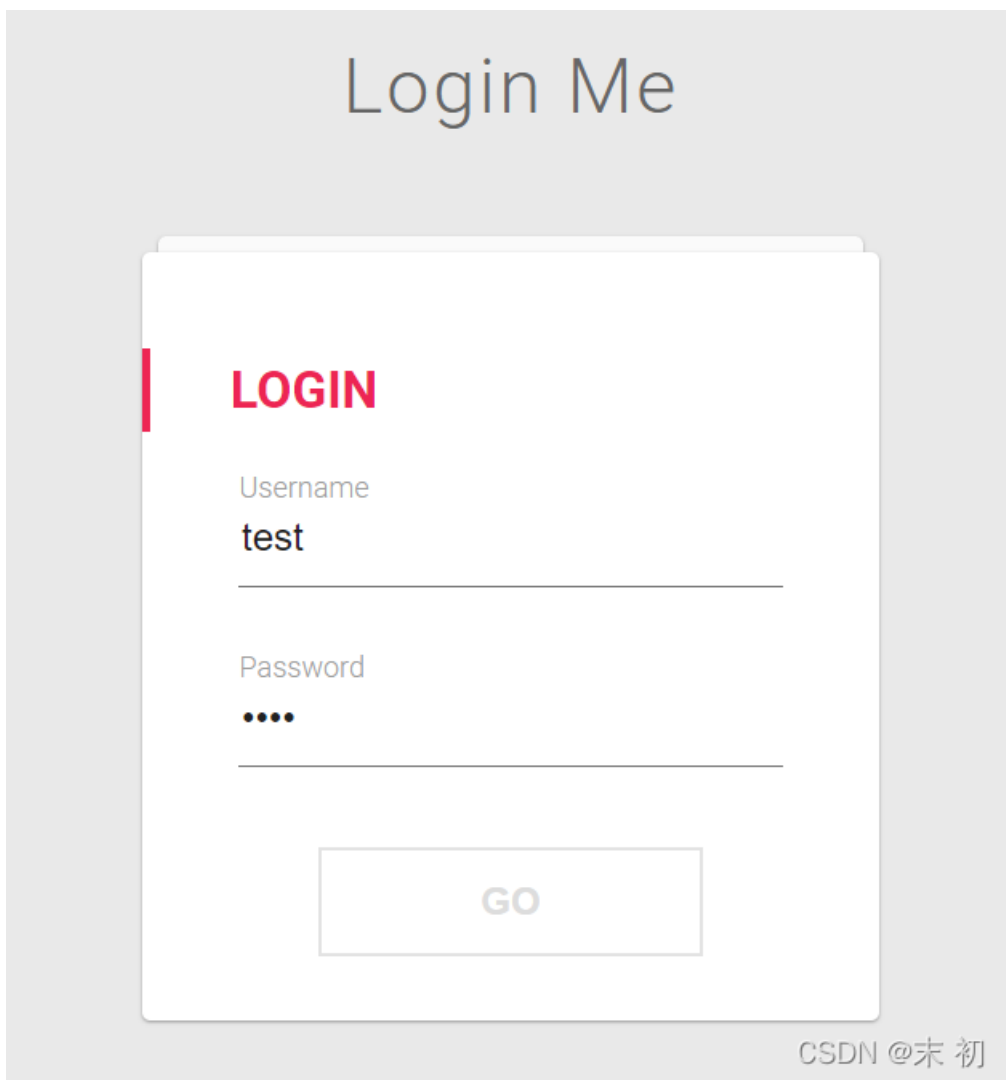 Login Me
LOGIN
Username
test
Password
••••
GO
CSDN @末 初